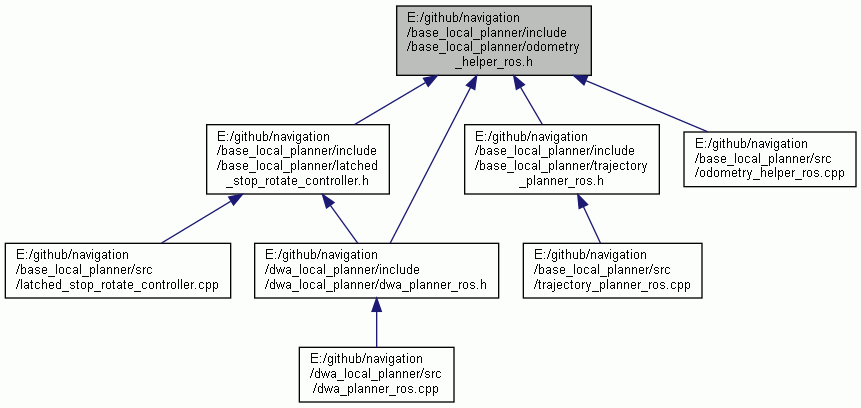 E:/github/navigation
/base_local_planner/include
/base_local_planner/odometry
_helper_ros.h
E:/github/navigation
/base_local_planner/include
/base_local_planner/latched
_stop_rotate_controller.h
E:/github/navigation
/base_local_planner/include
/base_local_planner/trajectory
_planner_ros.h
E:/github/navigation
/base_local_planner/src
/odometry_helper_ros.cpp
E:/github/navigation
/base_local_planner/src
/latched_stop_rotate_controller.cpp
E:/github/navigation
/dwa_local_planner/include
/dwa_local_planner/dwa_planner_ros.h
E:/github/navigation
/base_local_planner/src
/trajectory_planner_ros.cpp
E:/github/navigation
/dwa_local_planner/src
/dwa_planner_ros.cpp